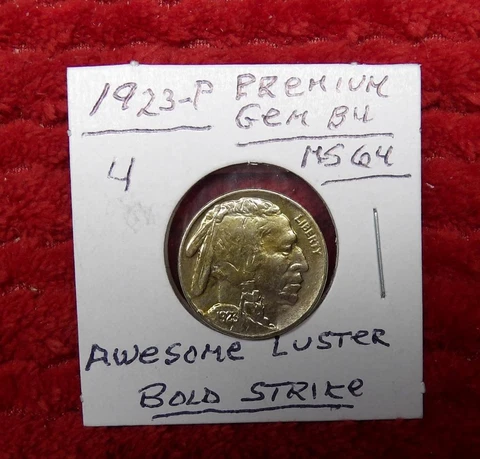 1923-P PREMIUM
GEM BU
MS64
4
LIBERTY
1923
AWESOME LUSTER
BOLD STRIKE